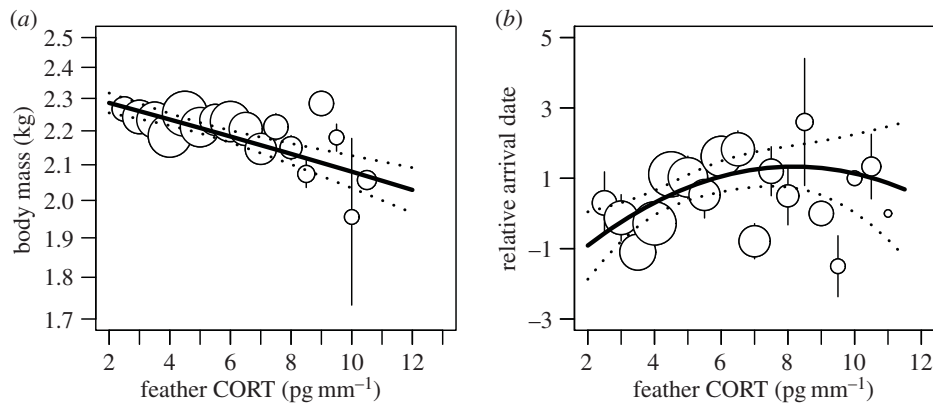 (a)
2.5
2.4
2.3
2.2
2.1
2.0
1.9
1.8
1.7
body mass (kg)
2 4 6 8 10 12
feather CORT (pg mm–1)
(b)
5
3
1
–1
–3
relative arrival date
2 4 6 8 10 12
feather CORT (pg mm–1)